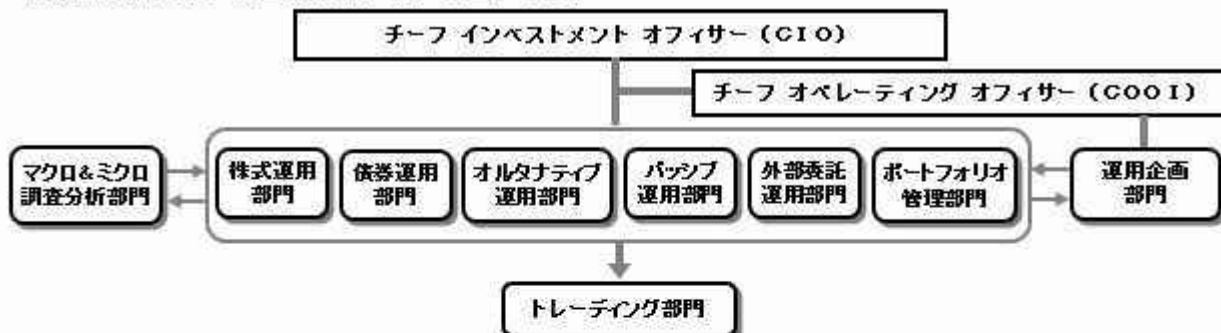 チーフ インベストメント オフィサー (CIO)
チーフ オペレーティング オフィサー (COOI)
マクロ&ミクロ
調査分析部門
株式運用
部門
債券運用
部門
オルタナティブ
運用部門
パッシブ
運用部門
外部委託
運用部門
ポートフォリオ
管理部門
運用企画
部門
トレーディング部門